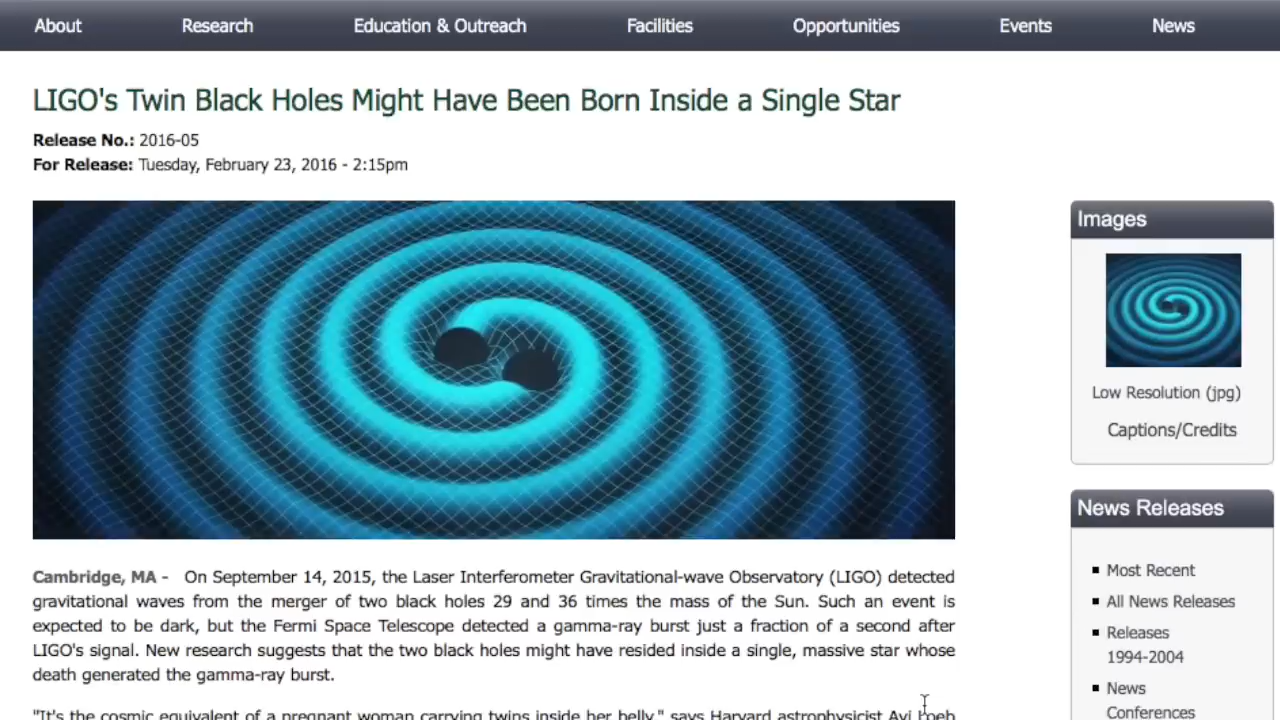 About Research Education & Outreach Facilities Opportunities Events News
LIGO's Twin Black Holes Might Have Been Born Inside a Single Star
Release No.: 2016-05
For Release: Tuesday, February 23, 2016 - 2:15pm
Cambridge, MA - On September 14, 2015, the Laser Interferometer Gravitational-wave Observatory (LIGO) detected
gravitational waves from the merger of two black holes 29 and 36 times the mass of the Sun. Such an event is
expected to be dark, but the Fermi Space Telescope detected a gamma-ray burst just a fraction of a second after
LIGO's signal. New research suggests that the two black holes might have resided inside a single, massive star whose
death generated the gamma-ray burst.
"It's the cosmic equivalent of a pregnant woman carrying twins inside her belly," says Harvard astrophysicist Avi Loeb
Images
Low Resolution (jpg)
Captions/Credits
News Releases
Most Recent
All News Releases
Releases
1994-2004
News
Conferences